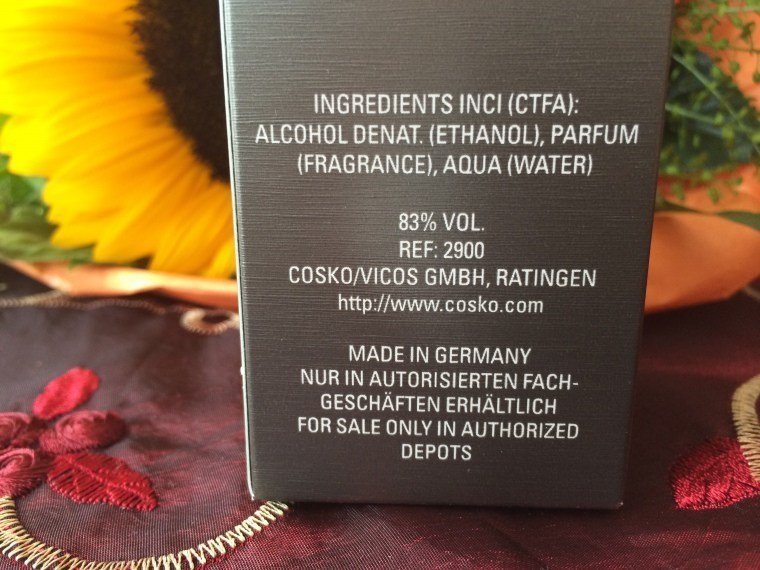 INGREDIENTS INCI (CTFA):
ALCOHOL DENAT. (ETHANOL), PARFUM
(FRAGRANCE), AQUA (WATER)
83% VOL.
REF: 2900
COSKO/VICOS GMBH, RATINGEN
http://www.cosko.com
MADE IN GERMANY
NUR IN AUTORISIERTEN FACH-
GESCHÄFTEN ERHÄLTLICH
FOR SALE ONLY IN AUTHORIZED
DEPOTS